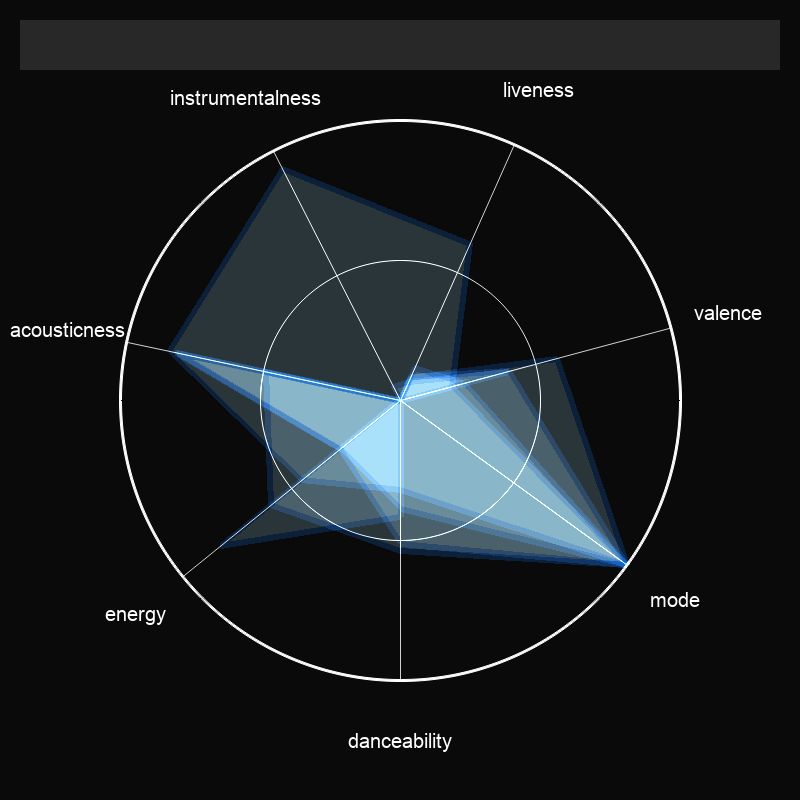 liveness
instrumentalness
valence
acousticness
mode
energy
danceability